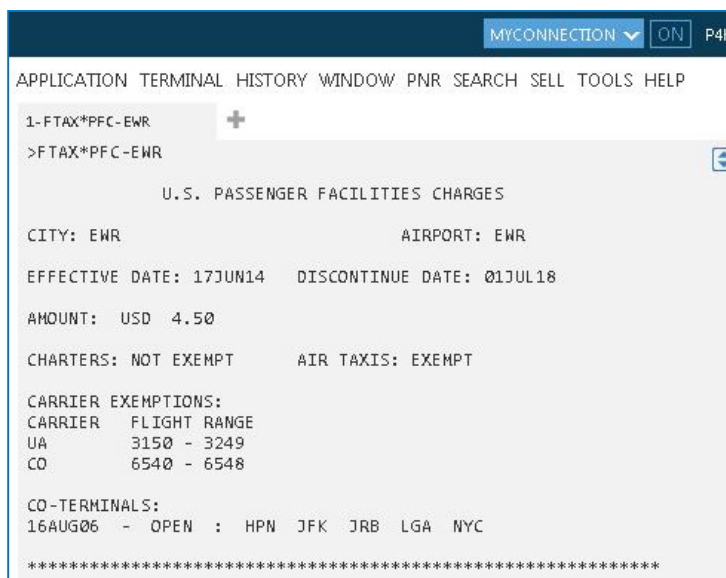 MYCONNECTION ON P4
APPLICATION TERMINAL HISTORY WINDOW PNR SEARCH SELL TOOLS HELP
1-FTAX*PFC-EWR
>FTAX*PFC-EWR
U.S. PASSENGER FACILITIES CHARGES
CITY: EWR AIRPORT: EWR
EFFECTIVE DATE: 17JUN14 DISCONTINUE DATE: 01JUL18
AMOUNT: USD 4.50
CHARTERS: NOT EXEMPT AIR TAXIS: EXEMPT
CARRIER EXEMPTIONS:
CARRIER FLIGHT RANGE
UA 3150 - 3249
CO 6540 - 6548
CO-TERMINALS:
16AUG06 - OPEN : HPN JFK JRB LGA NYC
*************************************************************